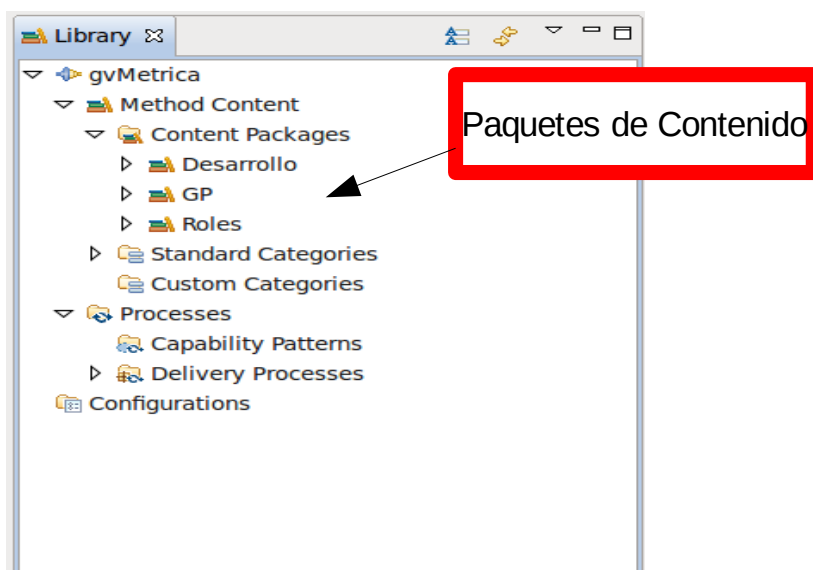 Library
gvMetrica
Method Content
Content Packages
Desarrollo
GP
Roles
Standard Categories
Custom Categories
Processes
Capability Patterns
Delivery Processes
Configurations
Paquetes de Contenido